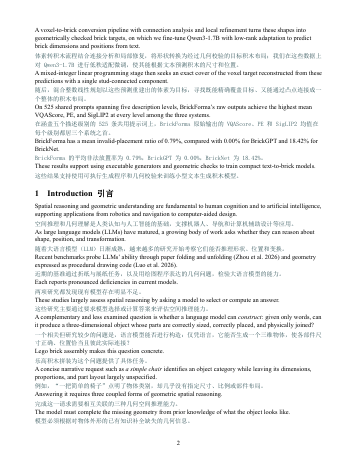 A voxel-to-brick conversion pipeline with connection analysis and local refinement turns these shapes into
geometrically checked brick targets, on which we fine-tune Qwen3-1.7B with low-rank adaptation to predict
brick dimensions and positions from text.
体素转积木流程结合连接分析和局部修复，将形状转换为经过几何校验的目标积木布局；我们在这些数据上
对 Qwen3-1.7B 进行低秩适配微调，使其能根据文本预测积木的尺寸和位置。
A mixed-integer linear programming stage then seeks an exact cover of the voxel target reconstructed from these
predictions with a single stud-connected component.
随后，混合整数线性规划以这些预测重建出的体素为目标，寻找既能精确覆盖目标、又能通过凸点连接成一
个整体的积木布局。
On 525 shared prompts spanning five description levels, BrickForma's raw outputs achieve the highest mean
VQAScore, PE, and SigLIP2 at every level among the three systems.
在涵盖五个描述级别的 525 条共用提示词上，BrickForma 原始输出的 VQAScore、PE 和 SigLIP2 均值在
每个级别都居三个系统之首。
BrickForma has a mean invalid-placement ratio of 0.79%, compared with 0.00% for BrickGPT and 18.42% for
BrickNet.
BrickForma 的平均非法放置率为 0.79%，BrickGPT 为 0.00%，BrickNet 为 18.42%。
These results support using executable generators and geometric checks to train compact text-to-brick models.
这些结果支持使用可执行生成程序和几何校验来训练小型文本生成积木模型。
1 Introduction 引言
Spatial reasoning and geometric understanding are fundamental to human cognition and to artificial intelligence,
supporting applications from robotics and navigation to computer-aided design.
空间推理和几何理解是人类认知与人工智能的基础，支撑机器人、导航和计算机辅助设计等应用。
As large language models (LLMs) have matured, a growing body of work asks whether they can reason about
shape, position, and transformation.
随着大语言模型（LLM）日渐成熟，越来越多的研究开始考察它们能否推理形状、位置和变换。
Recent benchmarks probe LLMs' ability through paper folding and unfolding (Zhou et al. 2026) and geometry
expressed as procedural drawing code (Luo et al. 2026).
近期的基准通过折纸与展纸任务，以及用绘图程序表达的几何问题，检验大语言模型的能力。
Each reports pronounced deficiencies in current models.
两项研究都发现现有模型存在明显不足。
These studies largely assess spatial reasoning by asking a model to select or compute an answer.
这些研究主要通过要求模型选择或计算答案来评估空间推理能力。
A complementary and less examined question is whether a language model can construct: given only words, can
it produce a three-dimensional object whose parts are correctly sized, correctly placed, and physically joined?
一个相关但研究较少的问题是，语言模型能否进行构造：仅凭语言，它能否生成一个三维物体，使各部件尺
寸正确、位置恰当且彼此实际连接？
Lego brick assembly makes this question concrete.
乐高积木拼装为这个问题提供了具体任务。
A concise narrative request such as a simple chair identifies an object category while leaving its dimensions,
proportions, and part layout largely unspecified.
例如，“一把简单的椅子”点明了物体类别，却几乎没有指定尺寸、比例或部件布局。
Answering it requires three coupled forms of geometric spatial reasoning.
完成这一请求需要相互关联的三种几何空间推理能力。
The model must complete the missing geometry from prior knowledge of what the object looks like.
模型必须根据对物体外形的已有知识补全缺失的几何信息。
2